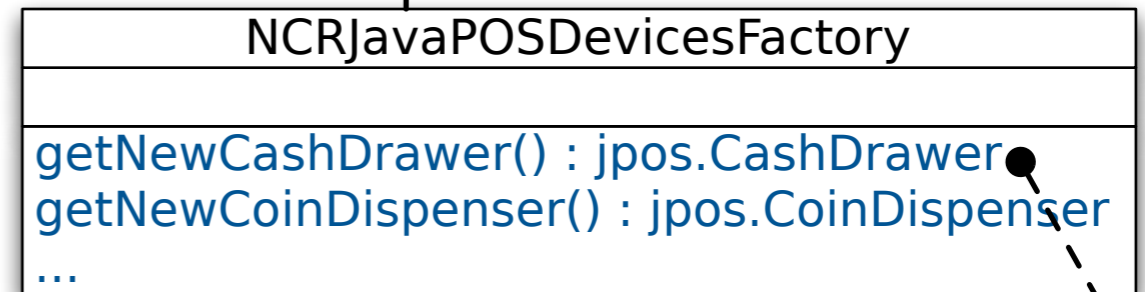 NCRJavaPOSDevicesFactory
getNewCashDrawer() : jpos.CashDrawer
getNewCoinDispenser() : jpos.CoinDispenser
...